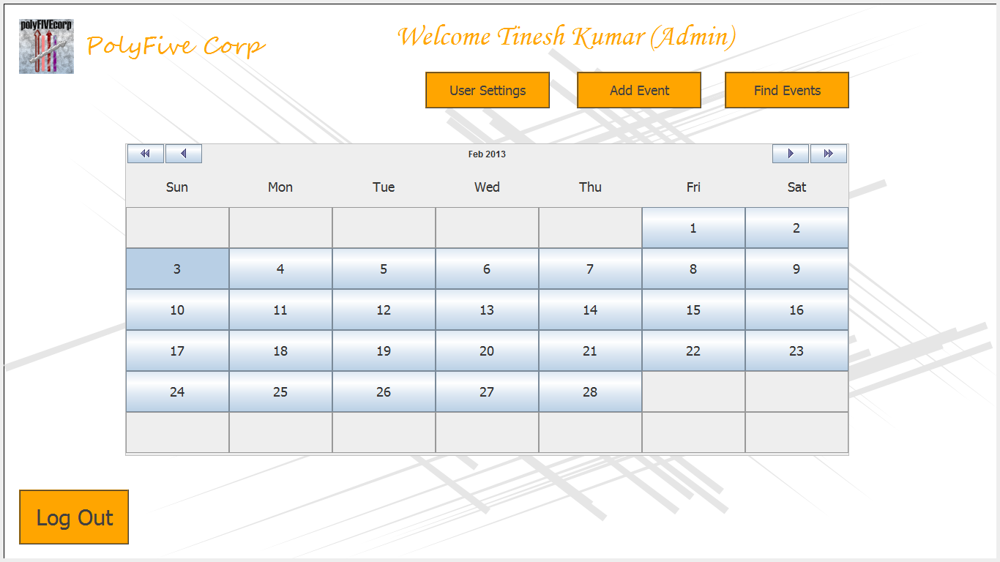 polyFIVEcorp
PolyFive Corp
Welcome Tinesh Kumar (Admin)
User Settings Add Event Find Events
Feb 2013
Sun Mon Tue Wed Thu Fri Sat
1 2
3 4 5 6 7 8 9
10 11 12 13 14 15 16
17 18 19 20 21 22 23
24 25 26 27 28
Log Out